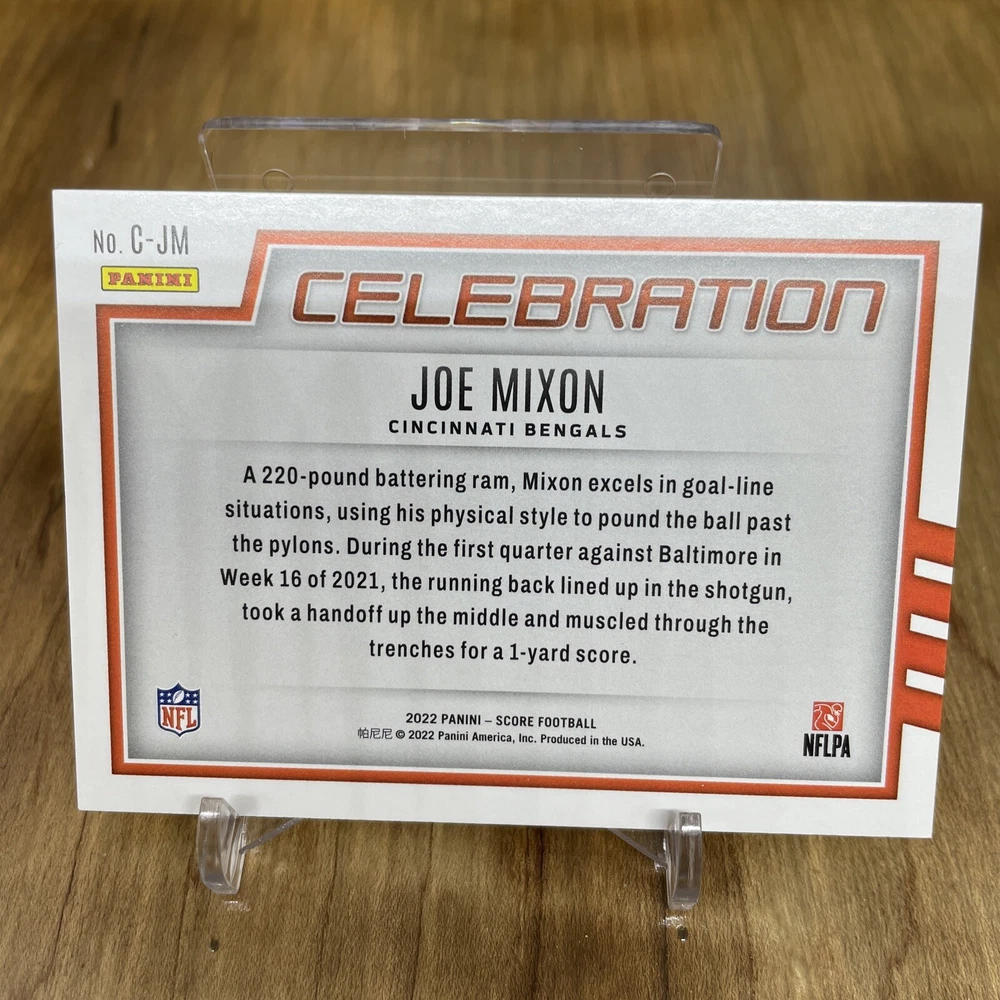 No. C-JM
PANINI
CELEBRATION
JOE MIXON
CINCINNATI BENGALS
A 220-pound battering ram, Mixon excels in goal-line
situations, using his physical style to pound the ball past
the pylons. During the first quarter against Baltimore in
Week 16 of 2021, the running back lined up in the shotgun,
took a handoff up the middle and muscled through the
trenches for a 1-yard score.
NFL
2022 PANINI – SCORE FOOTBALL
帕尼尼 © 2022 Panini America, Inc. Produced in the USA.
NFLPA